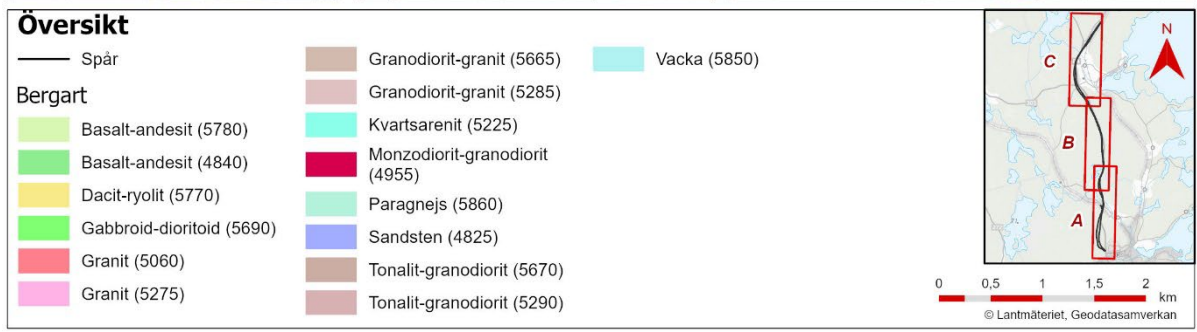 Översikt
Spår
Bergart
Basalt-andesit (5780)
Basalt-andesit (4840)
Dacit-ryolit (5770)
Gabbroid-dioritoid (5690)
Granit (5060)
Granit (5275)
Granodiorit-granit (5665)
Granodiorit-granit (5285)
Kvartsarenit (5225)
Monzodiorit-granodiorit
(4955)
Paragnejs (5860)
Sandsten (4825)
Tonalit-granodiorit (5670)
Tonalit-granodiorit (5290)
Vacka (5850)
N
C
B
A
0 0,5 1 1,5 2
km
© Lantmäteriet, Geodatasamverkan